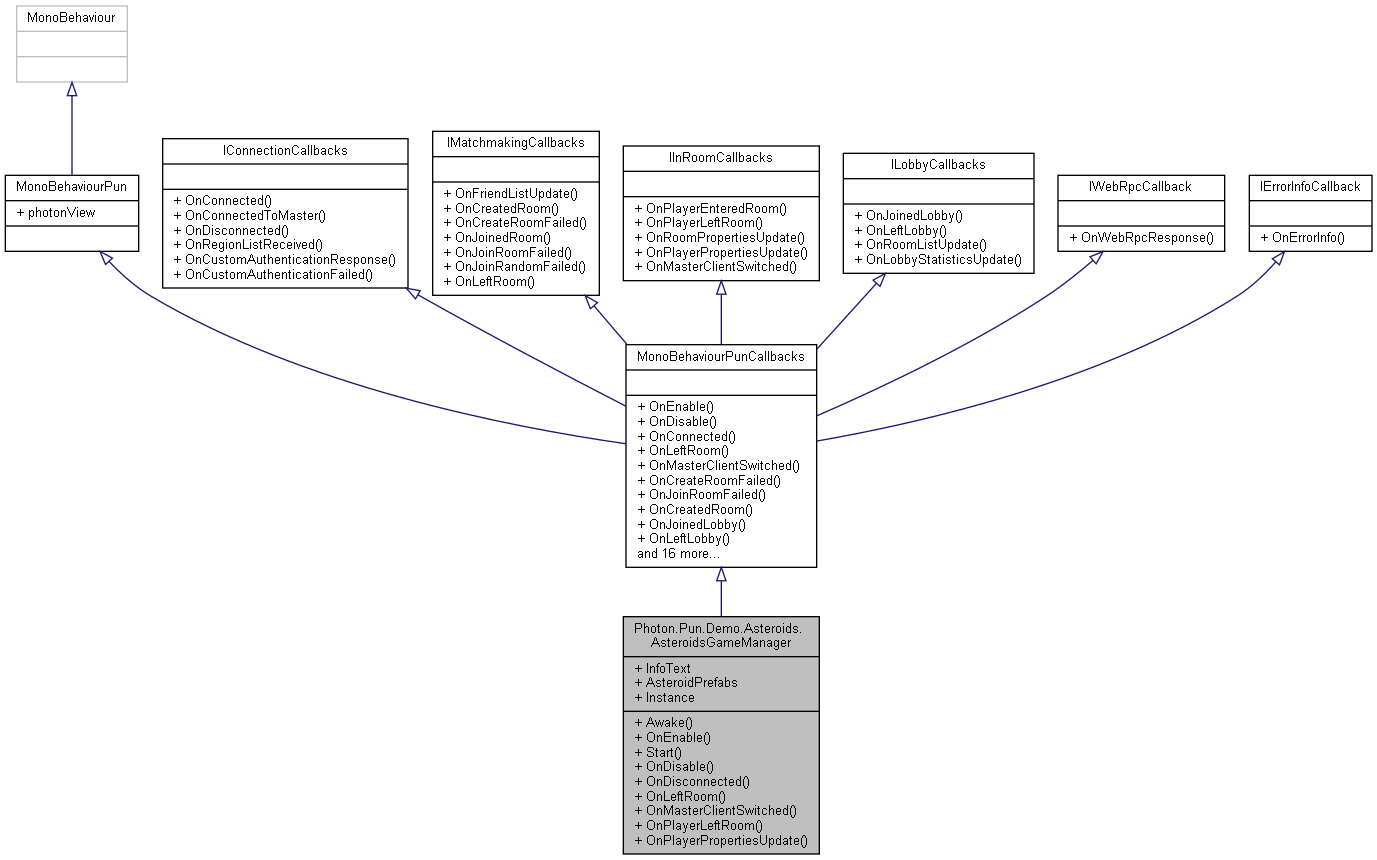 MonoBehaviour
MonoBehaviourPun
+ photonView
IConnectionCallbacks
+ OnConnected()
+ OnConnectedToMaster()
+ OnDisconnected()
+ OnRegionListReceived()
+ OnCustomAuthenticationResponse()
+ OnCustomAuthenticationFailed()
IMatchmakingCallbacks
+ OnFriendListUpdate()
+ OnCreatedRoom()
+ OnCreateRoomFailed()
+ OnJoinedRoom()
+ OnJoinRoomFailed()
+ OnJoinRandomFailed()
+ OnLeftRoom()
IInRoomCallbacks
+ OnPlayerEnteredRoom()
+ OnPlayerLeftRoom()
+ OnRoomPropertiesUpdate()
+ OnPlayerPropertiesUpdate()
+ OnMasterClientSwitched()
ILobbyCallbacks
+ OnJoinedLobby()
+ OnLeftLobby()
+ OnRoomListUpdate()
+ OnLobbyStatisticsUpdate()
IWebRpcCallback
+ OnWebRpcResponse()
IErrorInfoCallback
+ OnErrorInfo()
MonoBehaviourPunCallbacks
+ OnEnable()
+ OnDisable()
+ OnConnected()
+ OnLeftRoom()
+ OnMasterClientSwitched()
+ OnCreateRoomFailed()
+ OnJoinRoomFailed()
+ OnCreatedRoom()
+ OnJoinedLobby()
+ OnLeftLobby()
and 16 more...
Photon.Pun.Demo.Asteroids.
AsteroidsGameManager
+ InfoText
+ AsteroidPrefabs
+ Instance
+ Awake()
+ OnEnable()
+ Start()
+ OnDisable()
+ OnDisconnected()
+ OnLeftRoom()
+ OnMasterClientSwitched()
+ OnPlayerLeftRoom()
+ OnPlayerPropertiesUpdate()